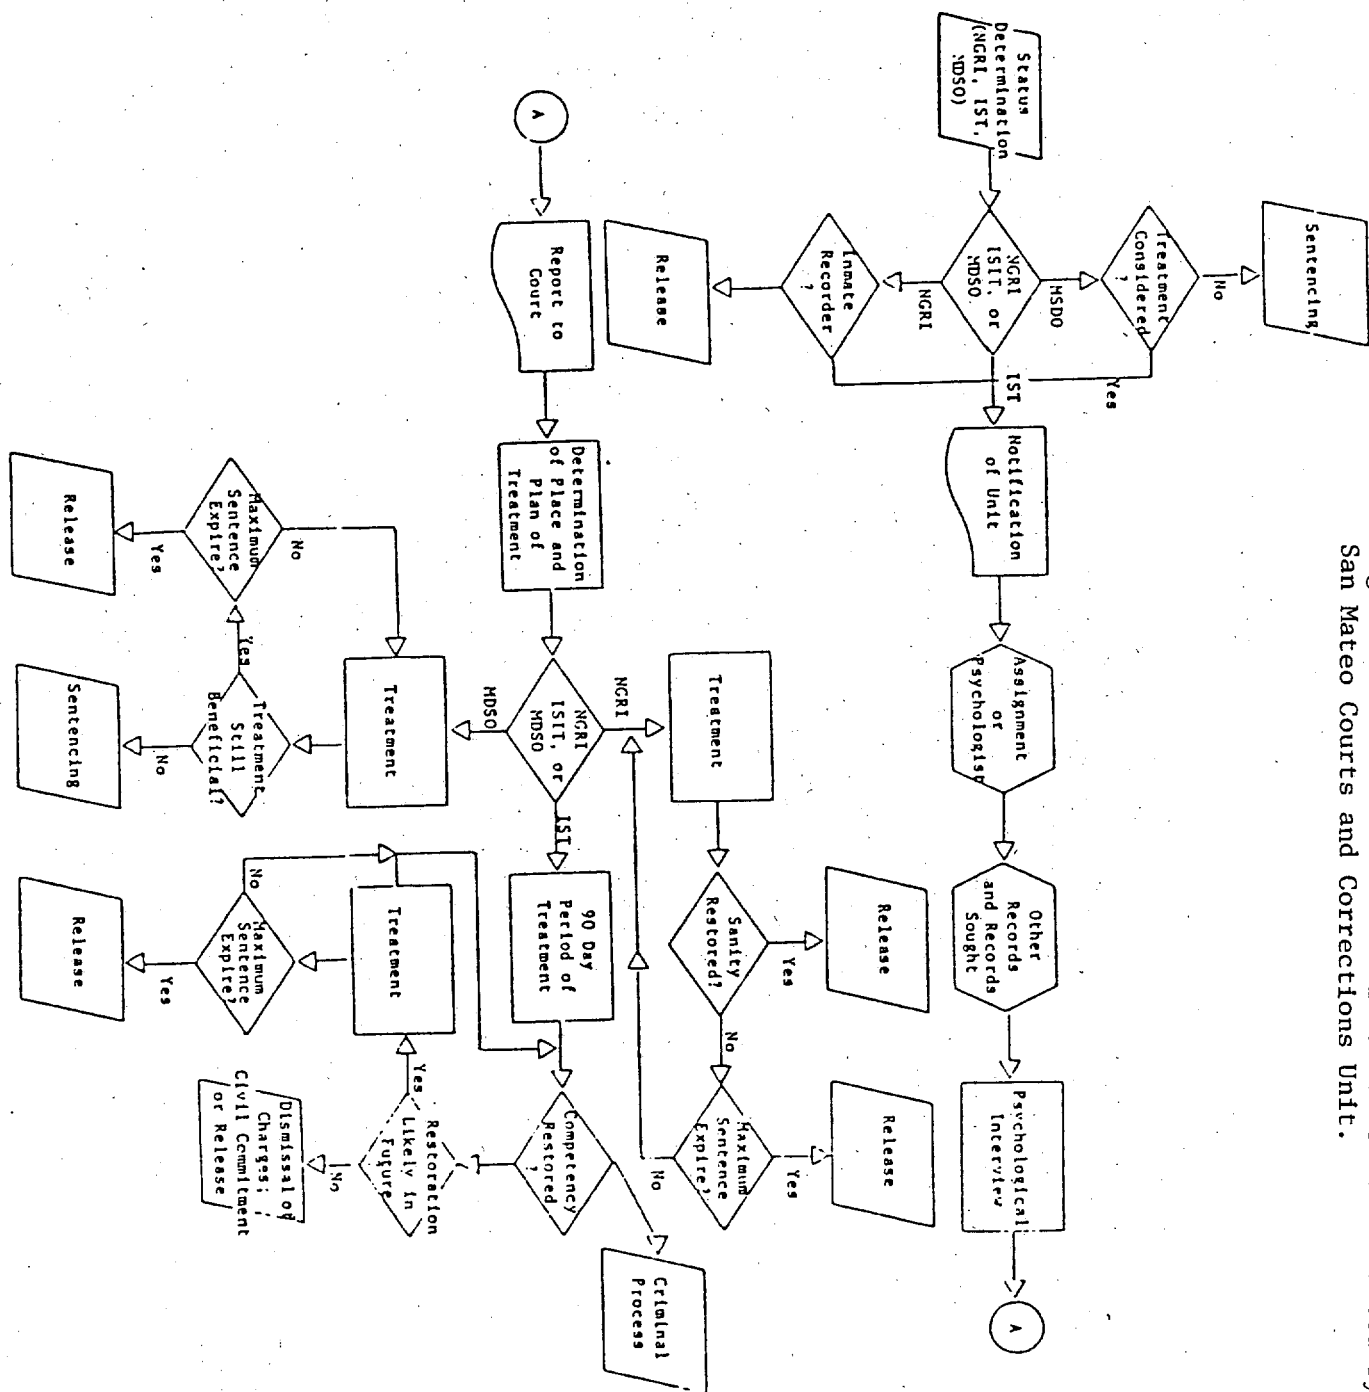 San Mateo Courts and Corrections Unit.
Sentencing
No
Treatment
Considered
?
Yes
MSDO
Status
Determination
(NGRI, IST,
MDSO)
NGRI
ISIT, or
MDSO
IST
NGRI
Inmate
Recorder
?
Release
Notification
of Unit
Assignment
or
Psychologist
Other
Records
and Records
Sought
Psychological
Interview
A
A
Report to
Court
Determination
of Place and
Plan of
Treatment
NGRI
ISIT, or
MDSO
NGRI
Treatment
Sanity
Restored?
Yes
Release
No
Maximum
Sentence
Expire?
Yes
Release
No
IST
90 Day
Period of
Treatment
Competency
Restored
?
Criminal
Process
Restoration
Likely in
Future
Yes
No
Dismissal of
Charges;
Civil Commitment
or Release
Treatment
Maximum
Sentence
Expire?
No
Yes
Release
MDSO
Treatment
Treatment
Still
Beneficial?
No
Sentencing
Yes
Maximum
Sentence
Expire?
No
Yes
Release